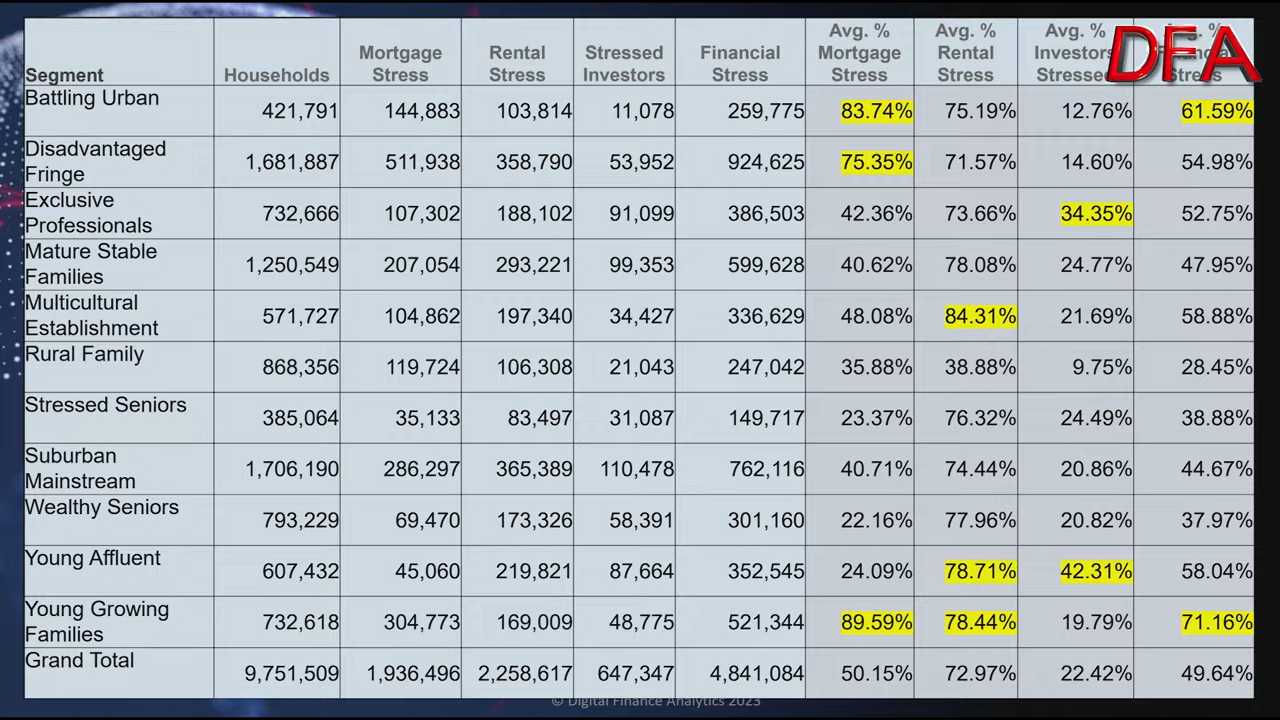 DFA
Segment Households Mortgage Stress Rental Stress Stressed Investors Financial Stress Avg. % Mortgage Stress Avg. % Rental Stress Avg. % Investors Stressed Stress
Battling Urban 421,791 144,883 103,814 11,078 259,775 83.74% 75.19% 12.76% 61.59%
Disadvantaged Fringe 1,681,887 511,938 358,790 53,952 924,625 75.35% 71.57% 14.60% 54.98%
Exclusive Professionals 732,666 107,302 188,102 91,099 386,503 42.36% 73.66% 34.35% 52.75%
Mature Stable Families 1,250,549 207,054 293,221 99,353 599,628 40.62% 78.08% 24.77% 47.95%
Multicultural Establishment 571,727 104,862 197,340 34,427 336,629 48.08% 84.31% 21.69% 58.88%
Rural Family 868,356 119,724 106,308 21,043 247,042 35.88% 38.88% 9.75% 28.45%
Stressed Seniors 385,064 35,133 83,497 31,087 149,717 23.37% 76.32% 24.49% 38.88%
Suburban Mainstream 1,706,190 286,297 365,389 110,478 762,116 40.71% 74.44% 20.86% 44.67%
Wealthy Seniors 793,229 69,470 173,326 58,391 301,160 22.16% 77.96% 20.82% 37.97%
Young Affluent 607,432 45,060 219,821 87,664 352,545 24.09% 78.71% 42.31% 58.04%
Young Growing Families 732,618 304,773 169,009 48,775 521,344 89.59% 78.44% 19.79% 71.16%
Grand Total 9,751,509 1,936,496 2,258,617 647,347 4,841,084 50.15% 72.97% 22.42% 49.64%
© Digital Finance Analytics 2023